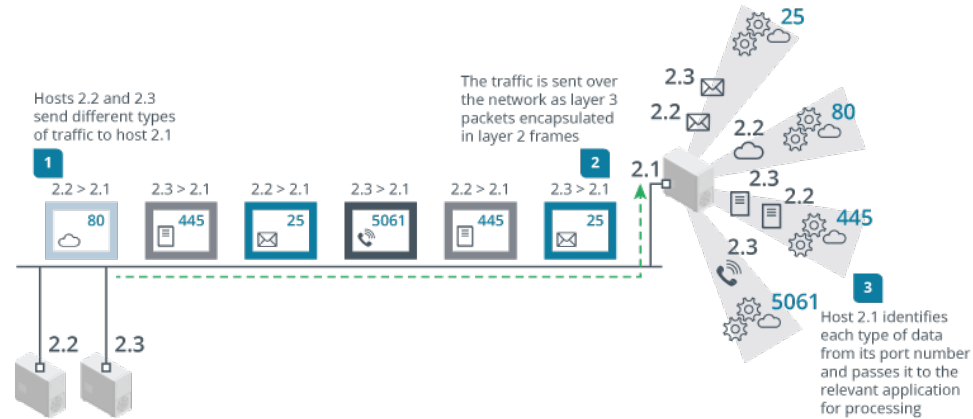 Hosts 2.2 and 2.3
send different types
of traffic to host 2.1
1
The traffic is sent over
the network as layer 3
packets encapsulated
in layer 2 frames
2
2.2 > 2.1
80
2.3 > 2.1
445
2.2 > 2.1
25
2.3 > 2.1
5061
2.2 > 2.1
445
2.3 > 2.1
25
2.2
2.3
2.1
25
2.3
2.2
80
2.2
2.3
2.2
445
2.3
5061
3
Host 2.1 identifies
each type of data
from its port number
and passes it to the
relevant application
for processing